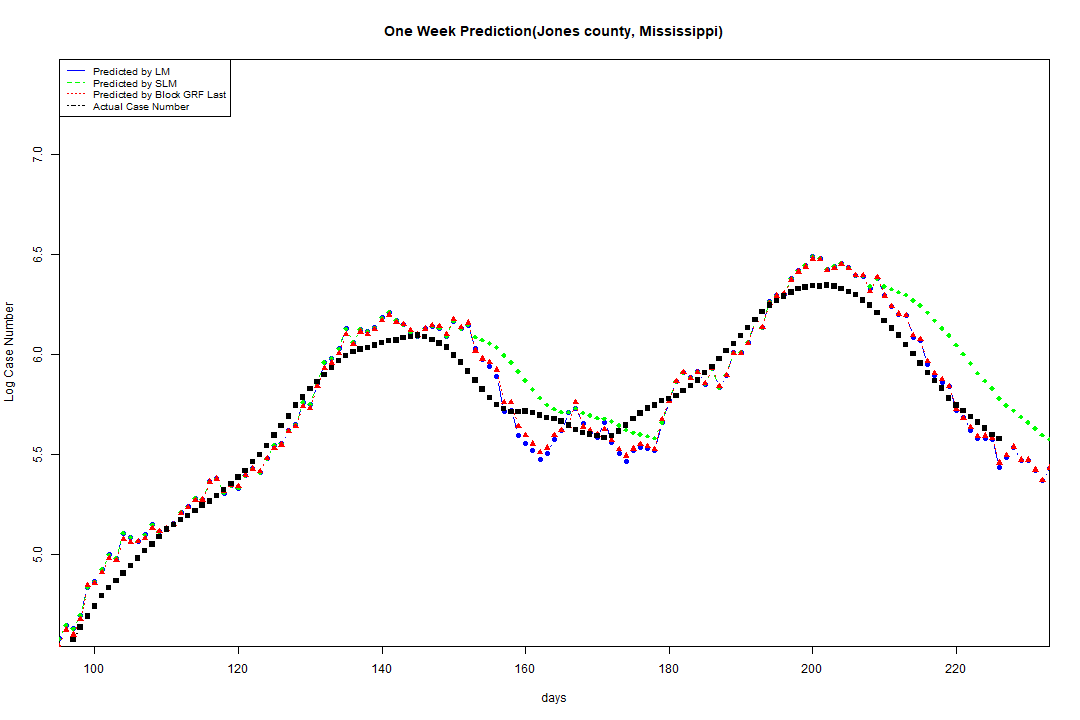 One Week Prediction(Jones county, Mississippi)
Predicted by LM
Predicted by SLM
Predicted by Block GRF Last
Actual Case Number
7.0
6.5
6.0
5.5
5.0
Log Case Number
100 120 140 160 180 200 220
days